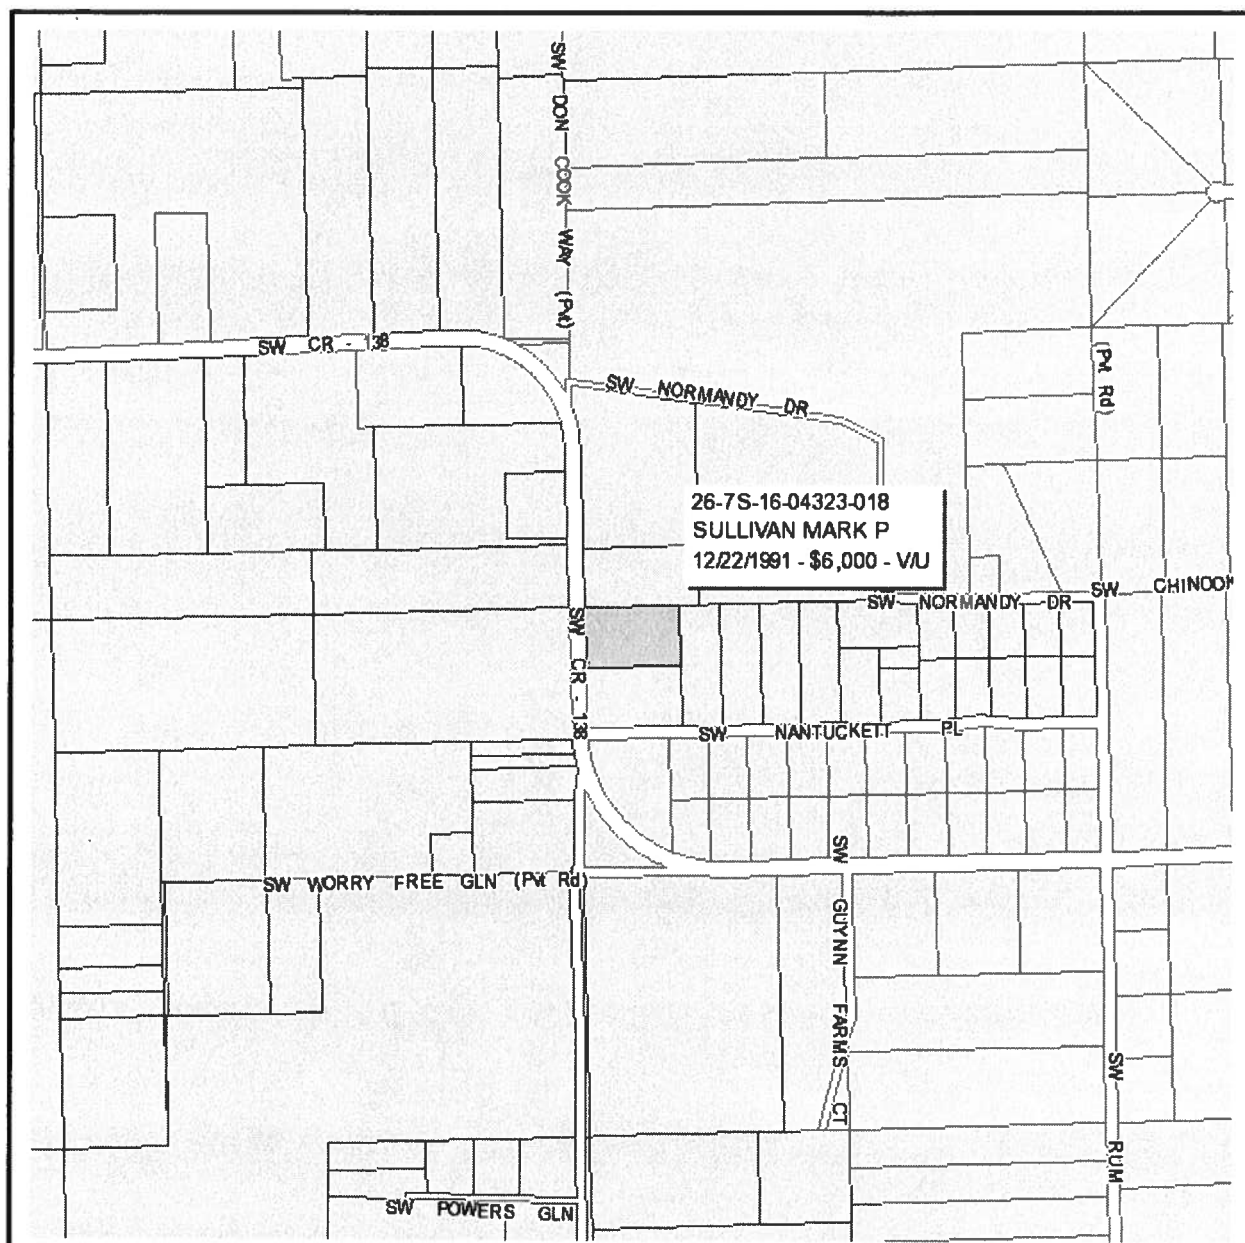 SW DON COOK WAY (Pvt)
SW CR - 138
SW NORMANDY DR
(Pvt Rd)
26-7S-16-04323-018
SULLIVAN MARK P
12/22/1991 - $6,000 - V/U
SW NORMANDY DR
SW CHINOOK
SW CR - 138
SW NANTUCKETT PL
SW WORRY FREE GLN (Pvt Rd)
SW GUYNN FARMS CT
SW RUM
SW POWERS GLN